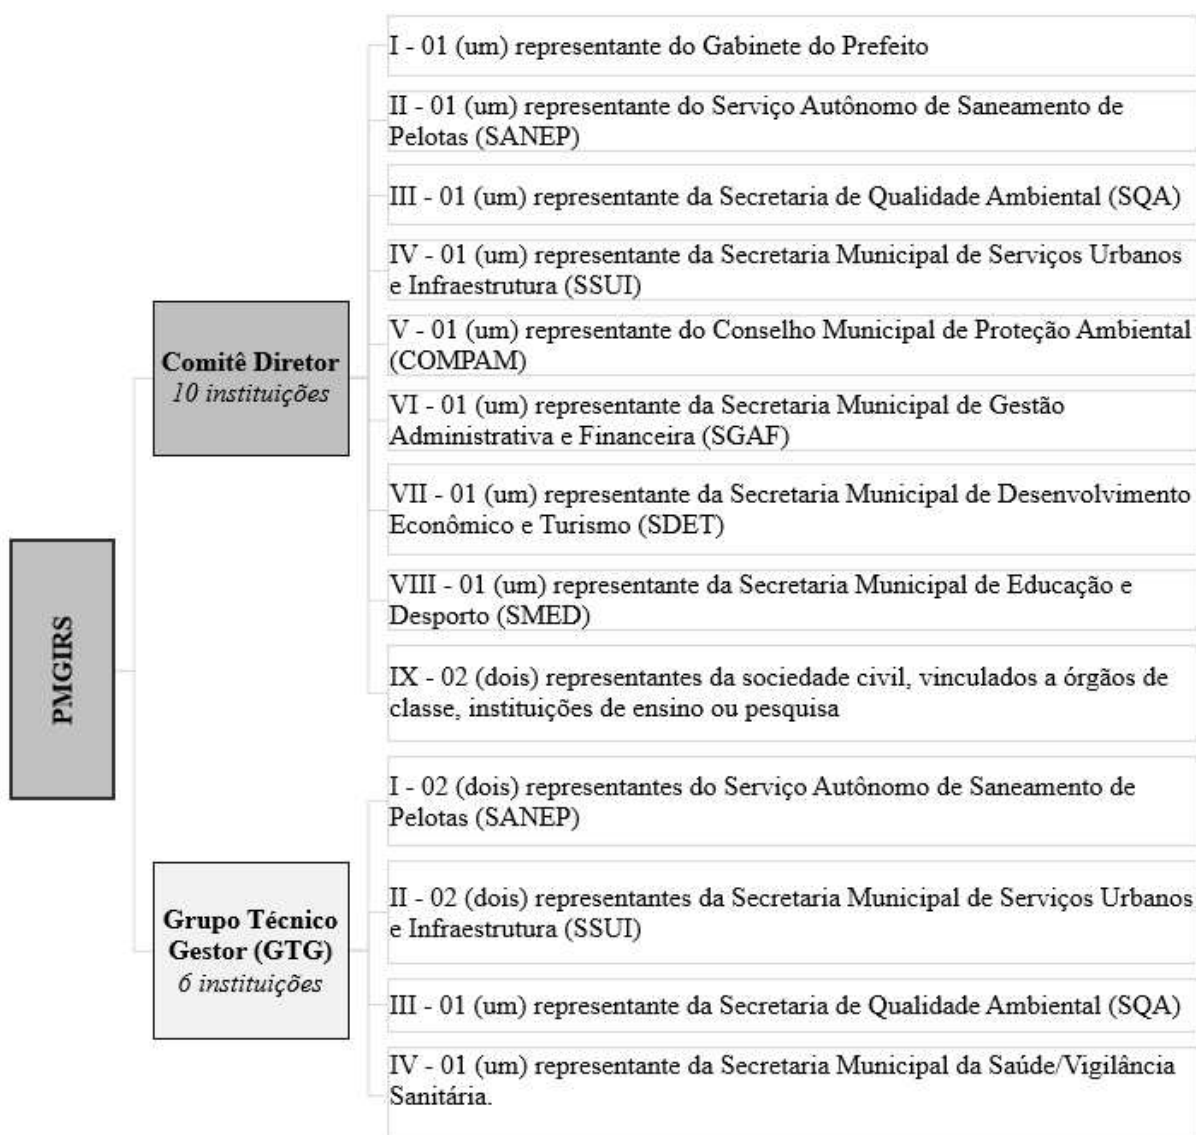 I - 01 (um) representante do Gabinete do Prefeito
II - 01 (um) representante do Serviço Autônomo de Saneamento de
Pelotas (SANEP)
III - 01 (um) representante da Secretaria de Qualidade Ambiental (SQA)
IV - 01 (um) representante da Secretaria Municipal de Serviços Urbanos
e Infraestrutura (SSUI)
V - 01 (um) representante do Conselho Municipal de Proteção Ambiental
(COMPAM)
VI - 01 (um) representante da Secretaria Municipal de Gestão
Administrativa e Financeira (SGAF)
VII - 01 (um) representante da Secretaria Municipal de Desenvolvimento
Econômico e Turismo (SDET)
VIII - 01 (um) representante da Secretaria Municipal de Educação e
Desporto (SMED)
IX - 02 (dois) representantes da sociedade civil, vinculados a órgãos de
classe, instituições de ensino ou pesquisa
Comitê Diretor
10 instituições
PMGIRS
I - 02 (dois) representantes do Serviço Autônomo de Saneamento de
Pelotas (SANEP)
II - 02 (dois) representantes da Secretaria Municipal de Serviços Urbanos
e Infraestrutura (SSUI)
III - 01 (um) representante da Secretaria de Qualidade Ambiental (SQA)
IV - 01 (um) representante da Secretaria Municipal da Saúde/Vigilância
Sanitária.
Grupo Técnico
Gestor (GTG)
6 instituições